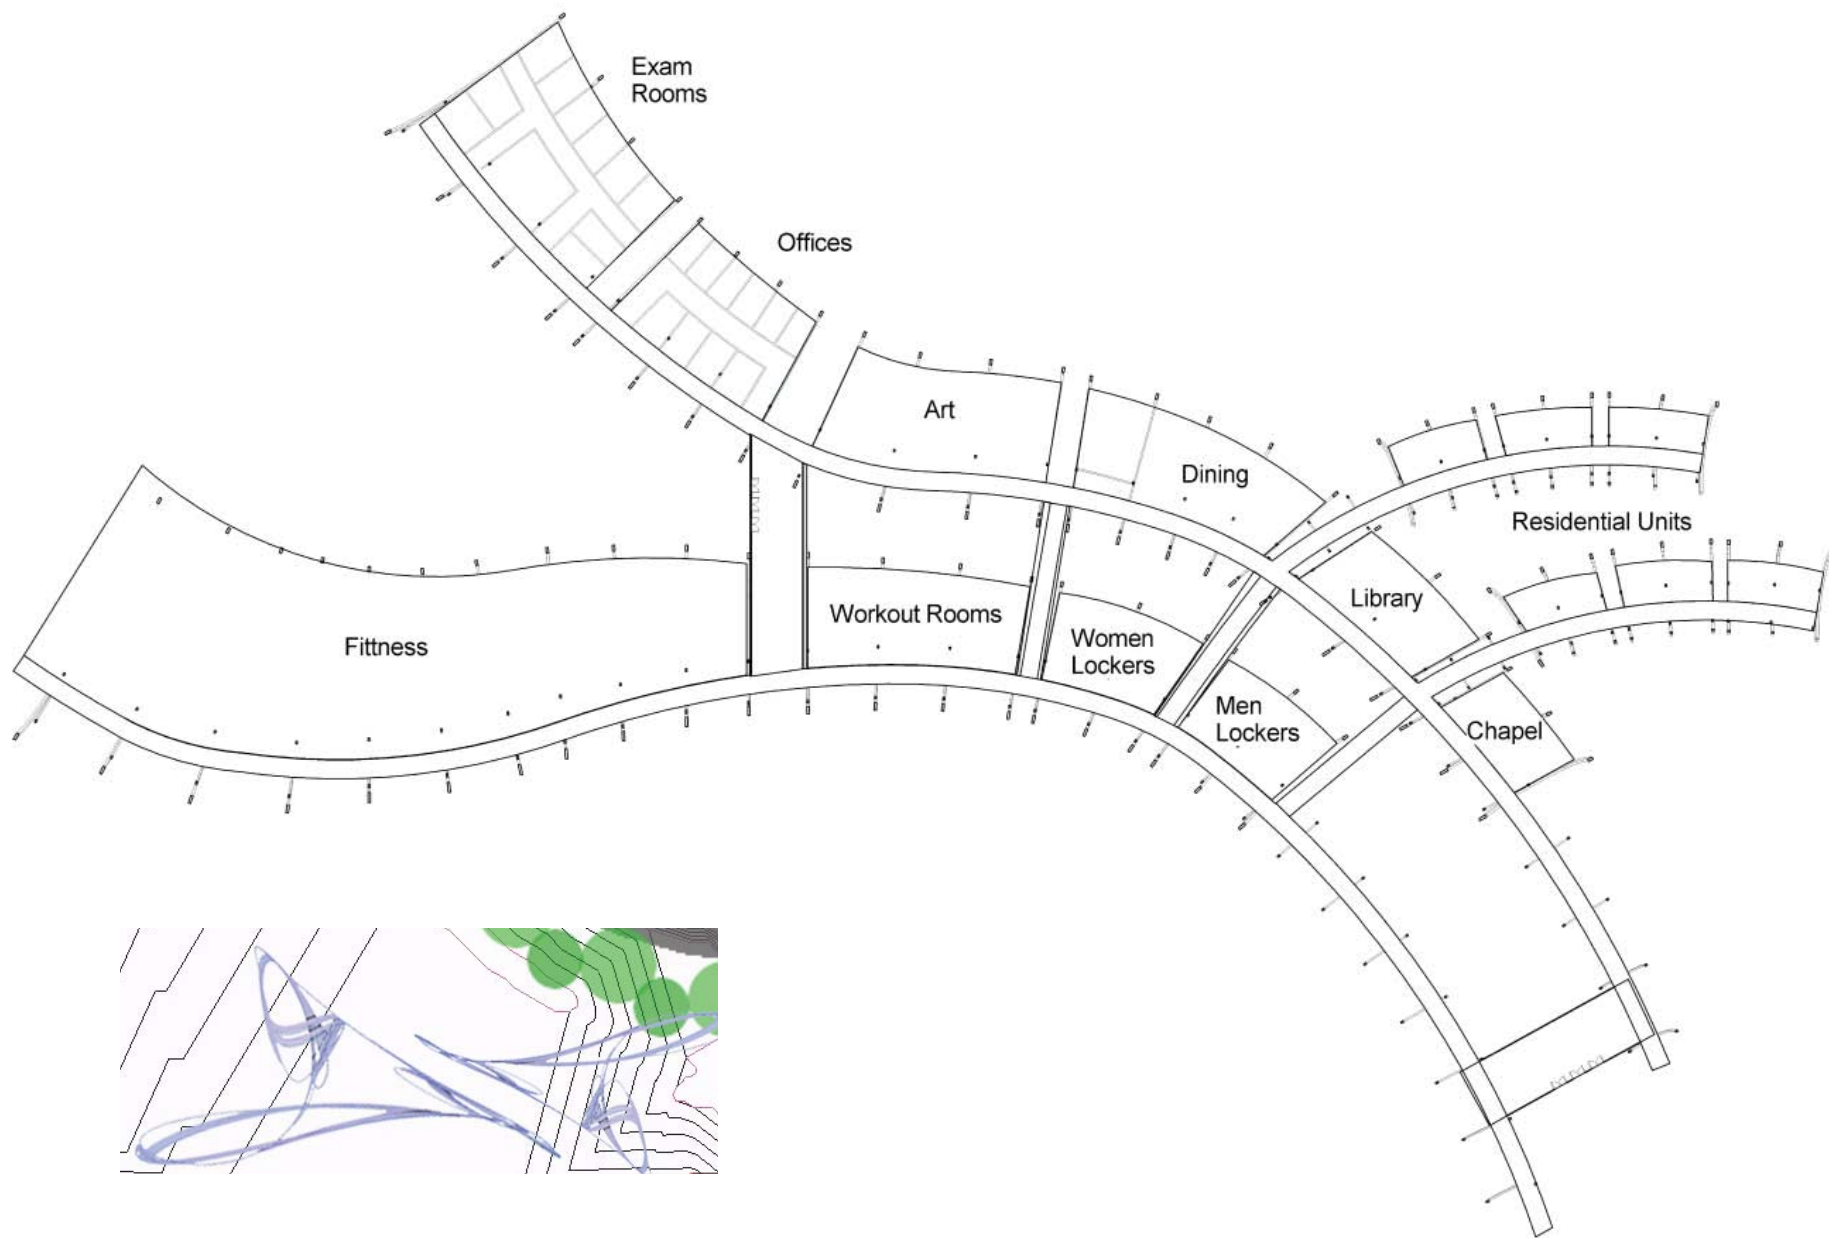 Exam
Rooms
Offices
Art
Dining
Residential Units
Library
Workout Rooms
Women
Lockers
Fittness
Men
Lockers
Chapel